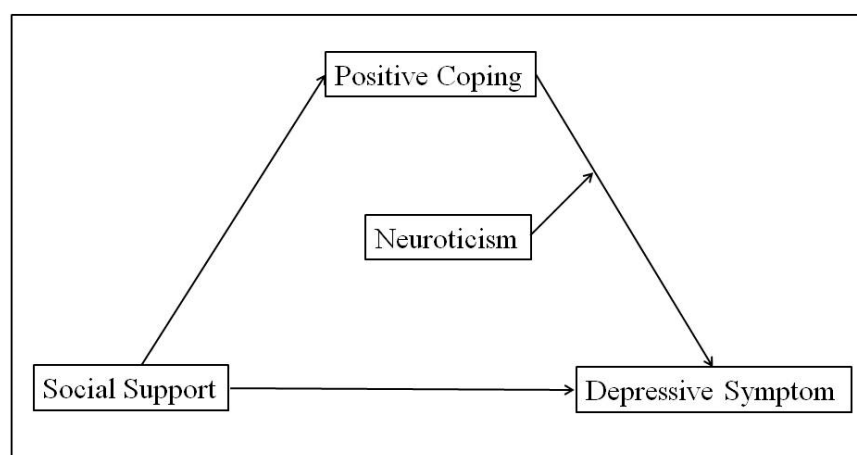 Positive Coping
Neuroticism
Social Support
Depressive Symptom